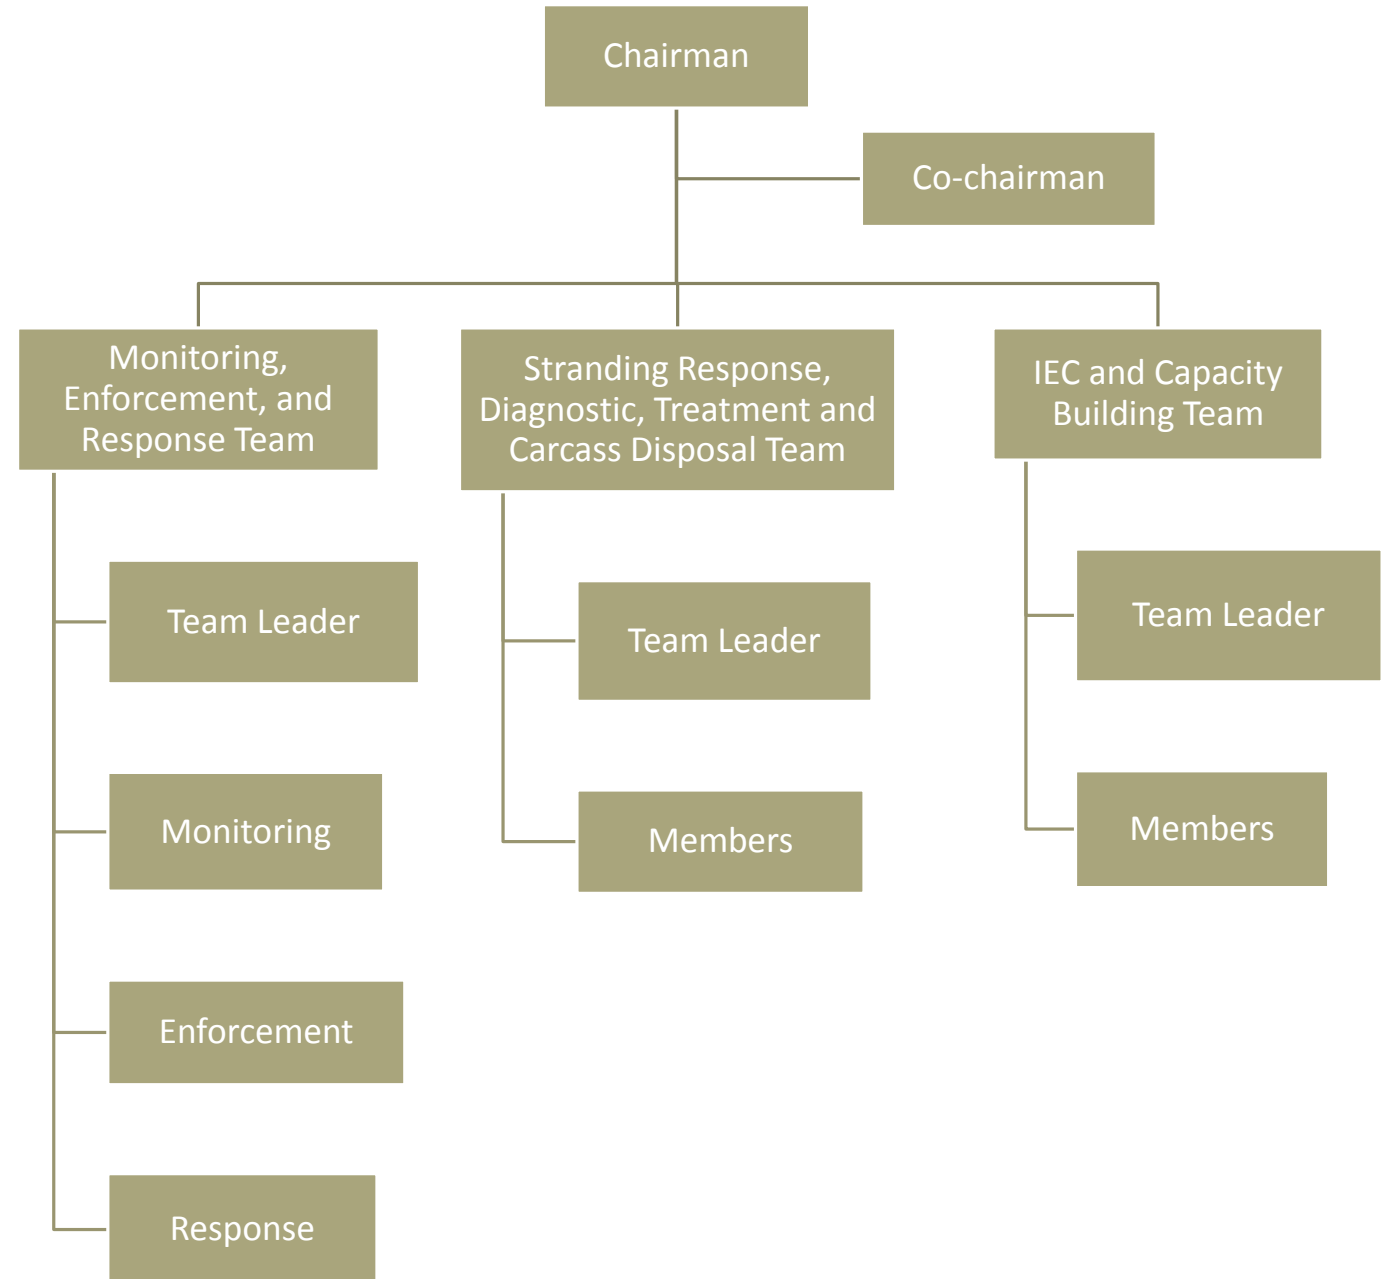 Chairman
Co-chairman
Monitoring,
Enforcement, and
Response Team
Team Leader
Monitoring
Enforcement
Response
Stranding Response,
Diagnostic, Treatment and
Carcass Disposal Team
Team Leader
Members
IEC and Capacity
Building Team
Team Leader
Members